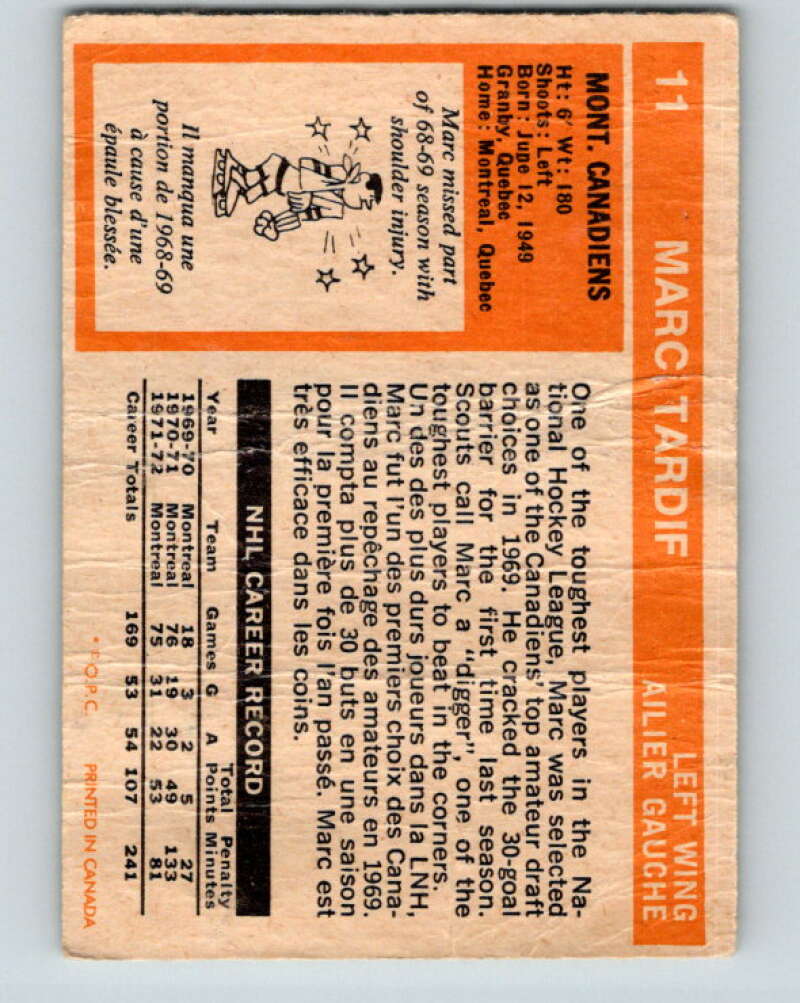 11
MARC TARDIF
LEFT WING
AILIER GAUCHE
MONT. CANADIENS
Ht: 6' Wt: 180
Shoots: Left
Born: June 12, 1949
Granby, Quebec
Home: Montreal, Quebec
Marc missed part
of 68-69 season with
shoulder injury.
Il manqua une
portion de 1968-69
à cause d'une
épaule blessée.
One of the toughest players in the Na-
tional Hockey League, Marc was selected
as one of the Canadiens' top amateur draft
choices in 1969. He cracked the 30-goal
barrier for the first time last season.
Scouts call Marc a "digger", one of the
toughest players to beat in the corners.
Un des des plus durs joueurs dans la LNH,
Marc fut l'un des premiers choix des Cana-
diens au repêchage des amateurs en 1969.
Il compta plus de 30 buts en une saison
pour la première fois l'an passé. Marc est
très efficace dans les coins.
NHL CAREER RECORD
Total Penalty
Year Team Games G A Points Minutes
1969-70 Montreal 18 3 2 5 27
1970-71 Montreal 76 19 30 49 133
1971-72 Montreal 75 31 22 53 81
Career Totals 169 53 54 107 241
O.P.C. PRINTED IN CANADA